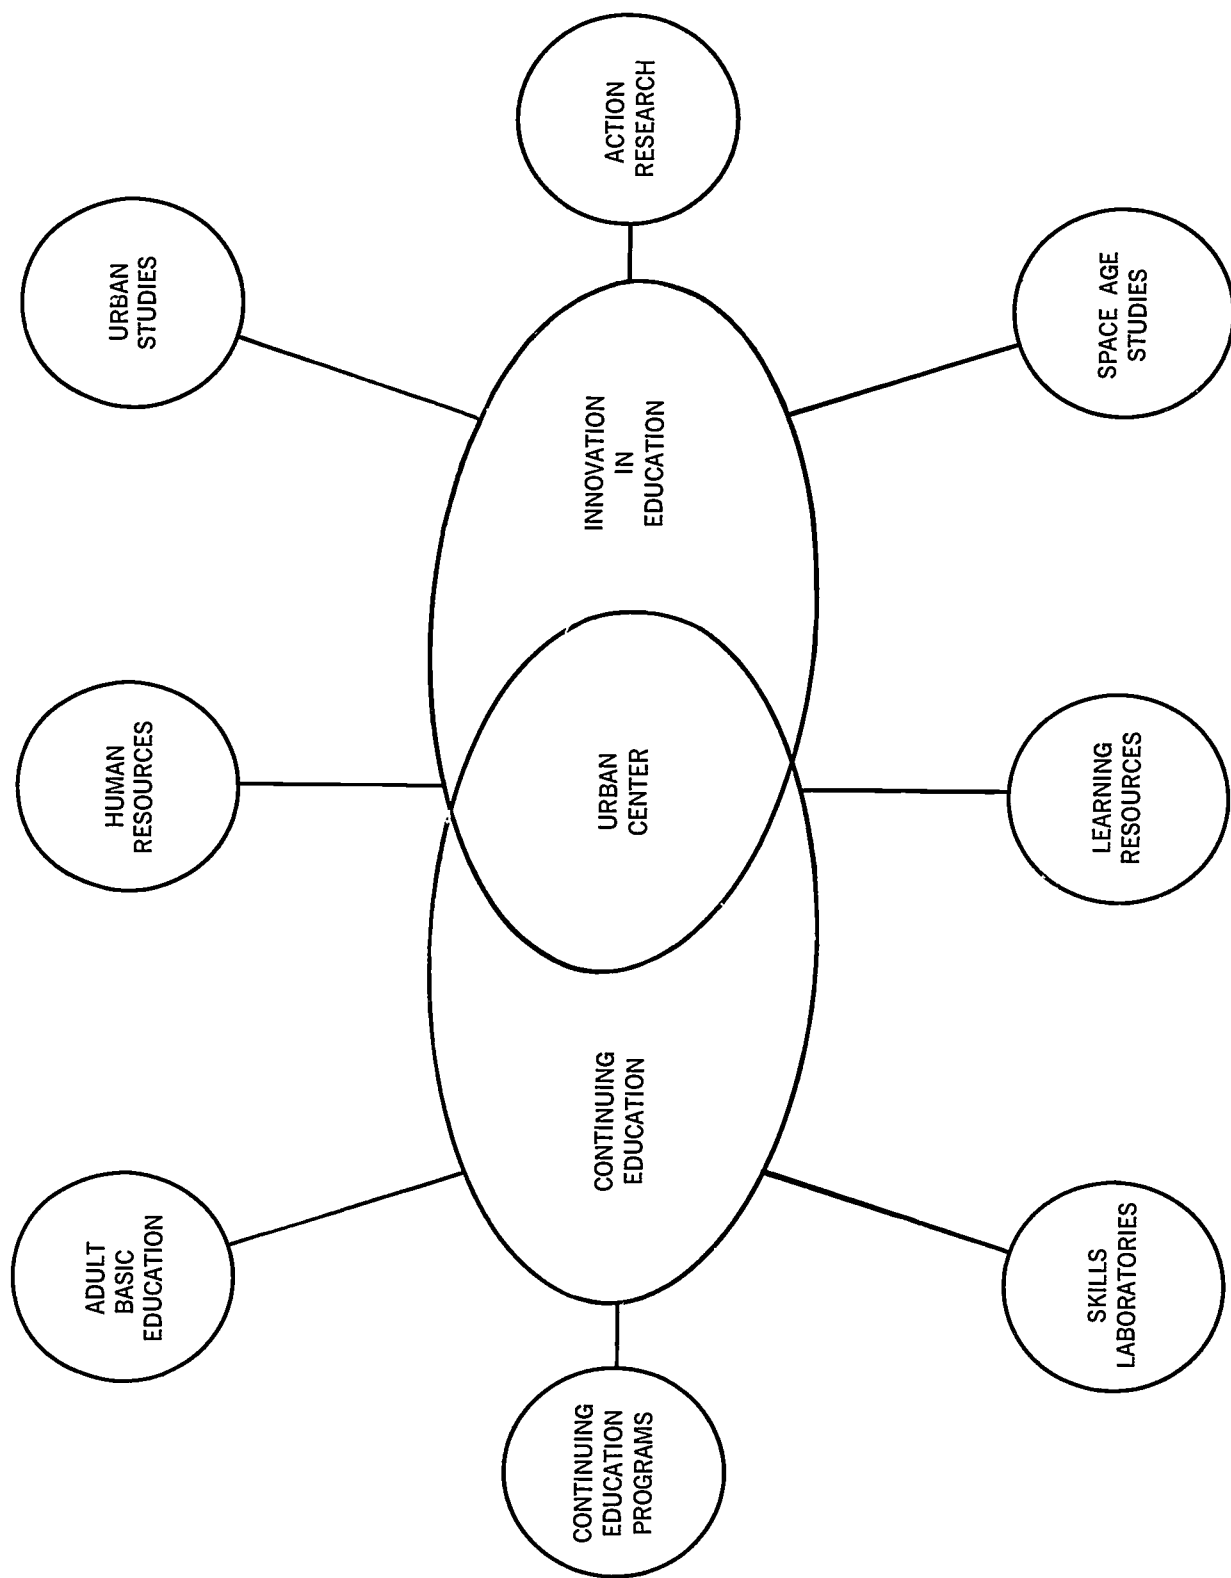 ADULT
BASIC
EDUCATION
HUMAN
RESOURCES
URBAN
STUDIES
CONTINUING
EDUCATION
PROGRAMS
CONTINUING
EDUCATION
URBAN
CENTER
INNOVATION
IN
EDUCATION
ACTION
RESEARCH
SKILLS
LABORATORIES
LEARNING
RESOURCES
SPACE AGE
STUDIES